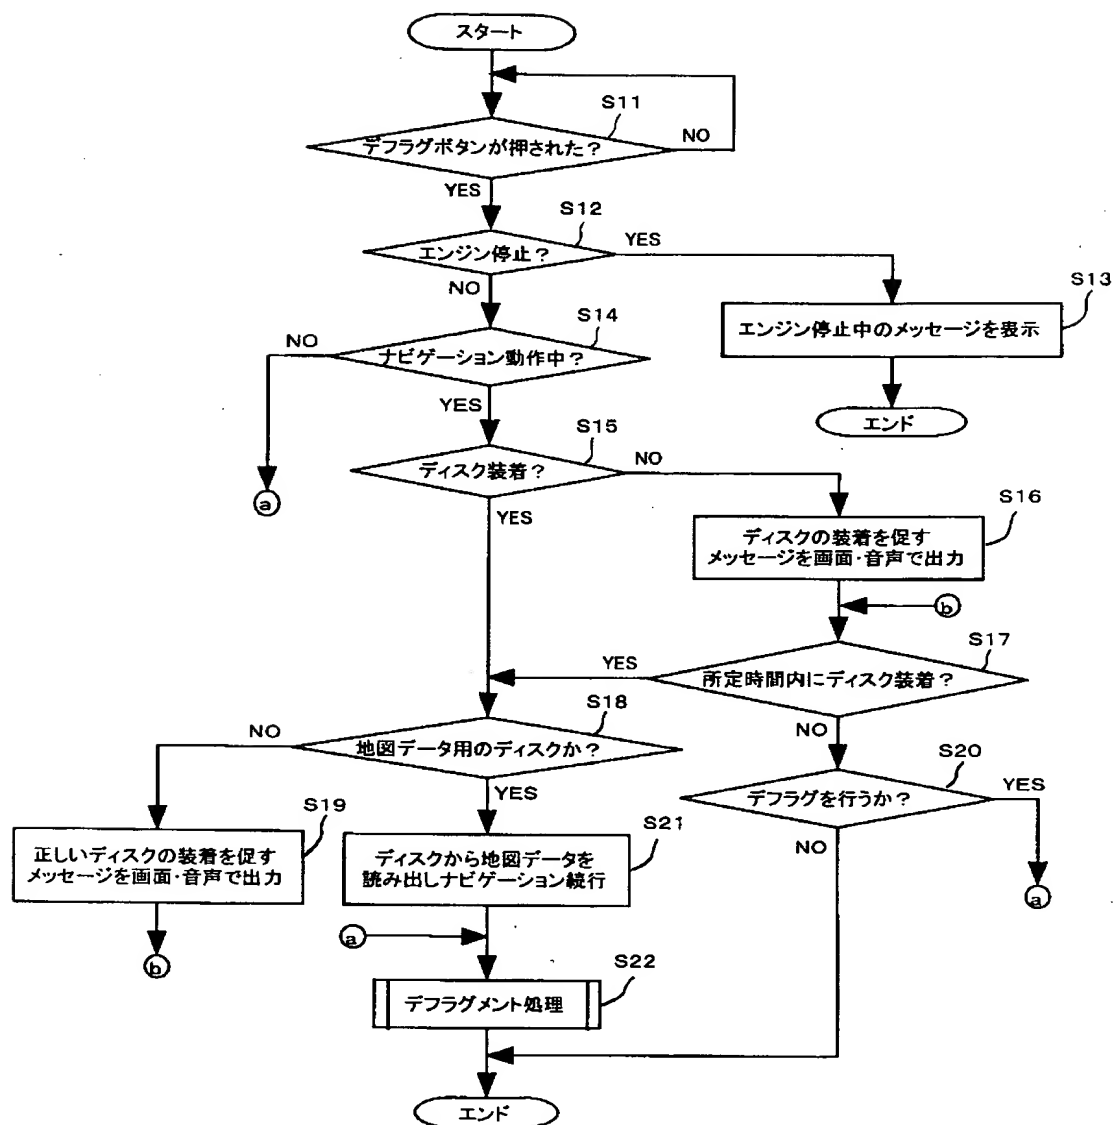 スタート
S11
デフラグボタンが押された？
NO
YES
S12
エンジン停止？
YES
NO
S13
エンジン停止中のメッセージを表示
エンド
S14
ナビゲーション動作中？
NO
YES
S15
ディスク装着？
NO
YES
a
S16
ディスクの装着を促す
メッセージを画面・音声で出力
b
S17
所定時間内にディスク装着？
YES
NO
S18
地図データ用のディスクか？
NO
YES
S20
デフラグを行うか？
YES
NO
a
S19
正しいディスクの装着を促す
メッセージを画面・音声で出力
b
S21
ディスクから地図データを
読み出しナビゲーション続行
a
S22
デフラグメント処理
エンド